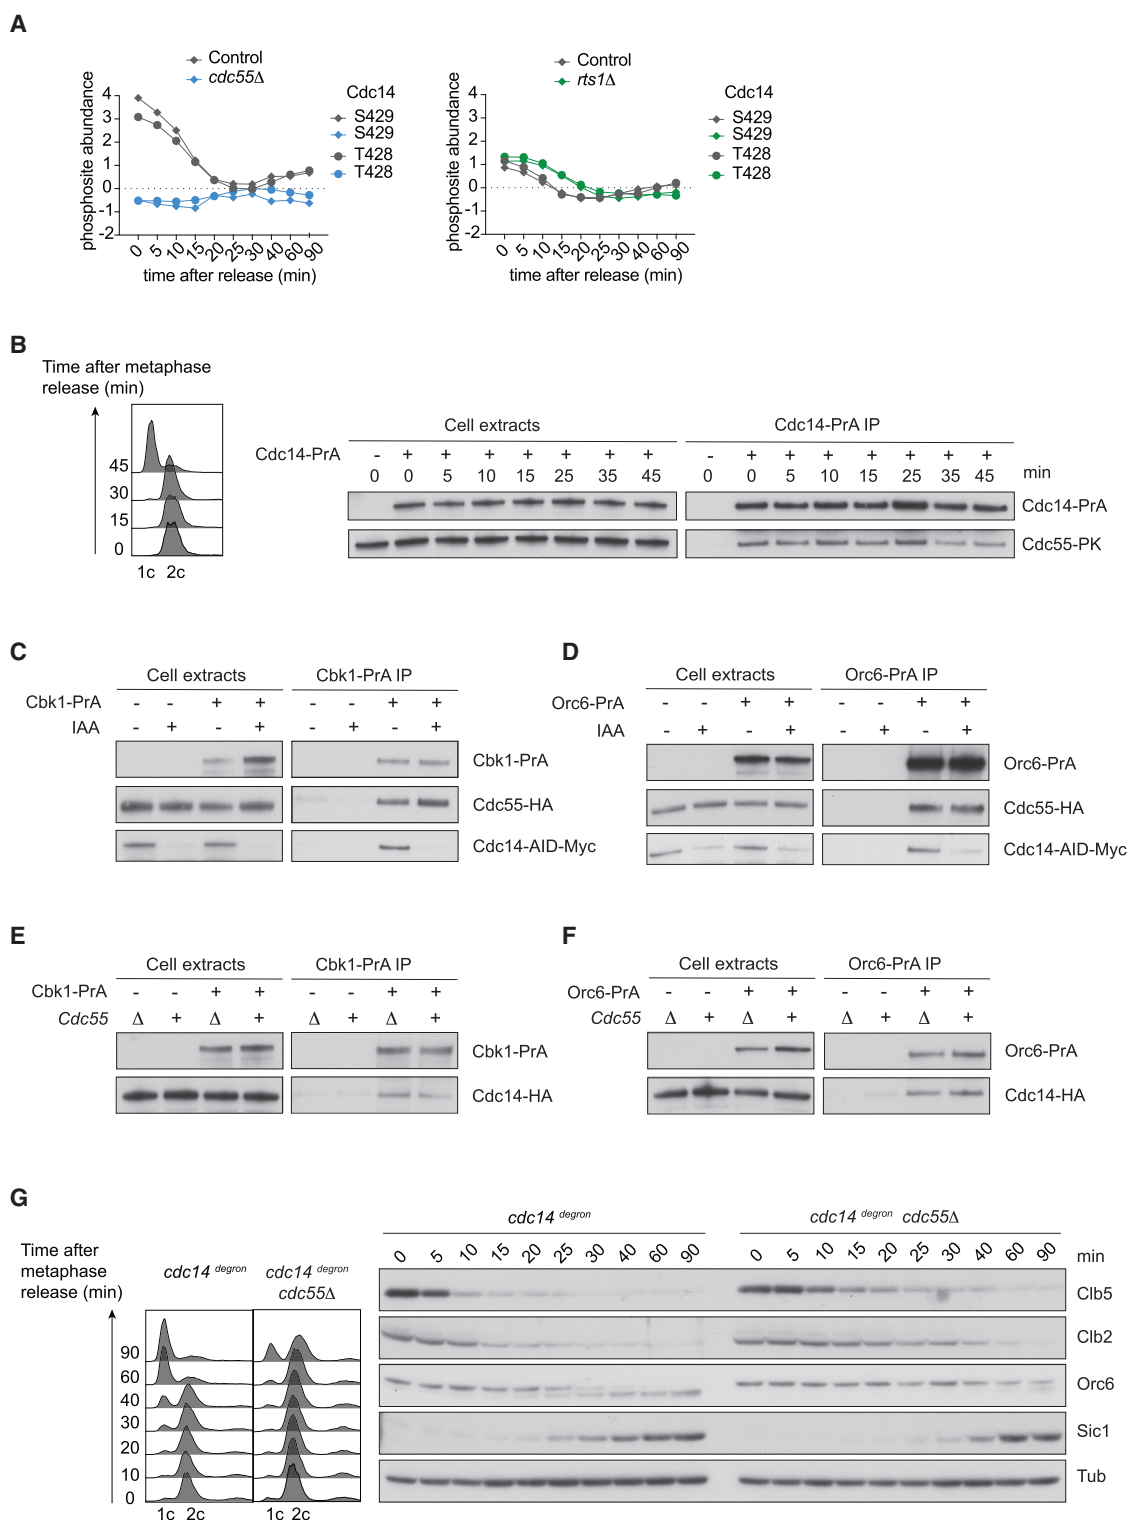 A
Control
cdc55Δ
phosphosite abundance
4
3
2
1
0
-1
-2
0 5 10 15 20 25 30 40 60 90
time after release (min)
Cdc14
S429
S429
T428
T428
Control
rts1Δ
phosphosite abundance
4
3
2
1
0
-1
-2
0 5 10 15 20 25 30 40 60 90
time after release (min)
Cdc14
S429
S429
T428
T428
B
Time after metaphase
release (min)
45
30
15
0
1c 2c
Cell extracts Cdc14-PrA IP
Cdc14-PrA - + + + + + + + - + + + + + + +
0 0 5 10 15 25 35 45 0 0 5 10 15 25 35 45 min
Cdc14-PrA
Cdc55-PK
C
Cell extracts Cbk1-PrA IP
Cbk1-PrA - - + + - - + +
IAA - + - + - + - +
Cbk1-PrA
Cdc55-HA
Cdc14-AID-Myc
D
Cell extracts Orc6-PrA IP
Orc6-PrA - - + + - - + +
IAA - + - + - + - +
Orc6-PrA
Cdc55-HA
Cdc14-AID-Myc
E
Cell extracts Cbk1-PrA IP
Cbk1-PrA - - + + - - + +
Cdc55 Δ + Δ + Δ + Δ +
Cbk1-PrA
Cdc14-HA
F
Cell extracts Orc6-PrA IP
Orc6-PrA - - + + - - + +
Cdc55 Δ + Δ + Δ + Δ +
Orc6-PrA
Cdc14-HA
G
Time after
metaphase
release (min)
cdc14 degron
cdc14 degron
cdc55Δ
90
60
40
30
20
10
0
1c 2c 1c 2c
cdc14 degron cdc14 degron cdc55Δ
0 5 10 15 20 25 30 40 60 90 0 5 10 15 20 25 30 40 60 90 min
Clb5
Clb2
Orc6
Sic1
Tub